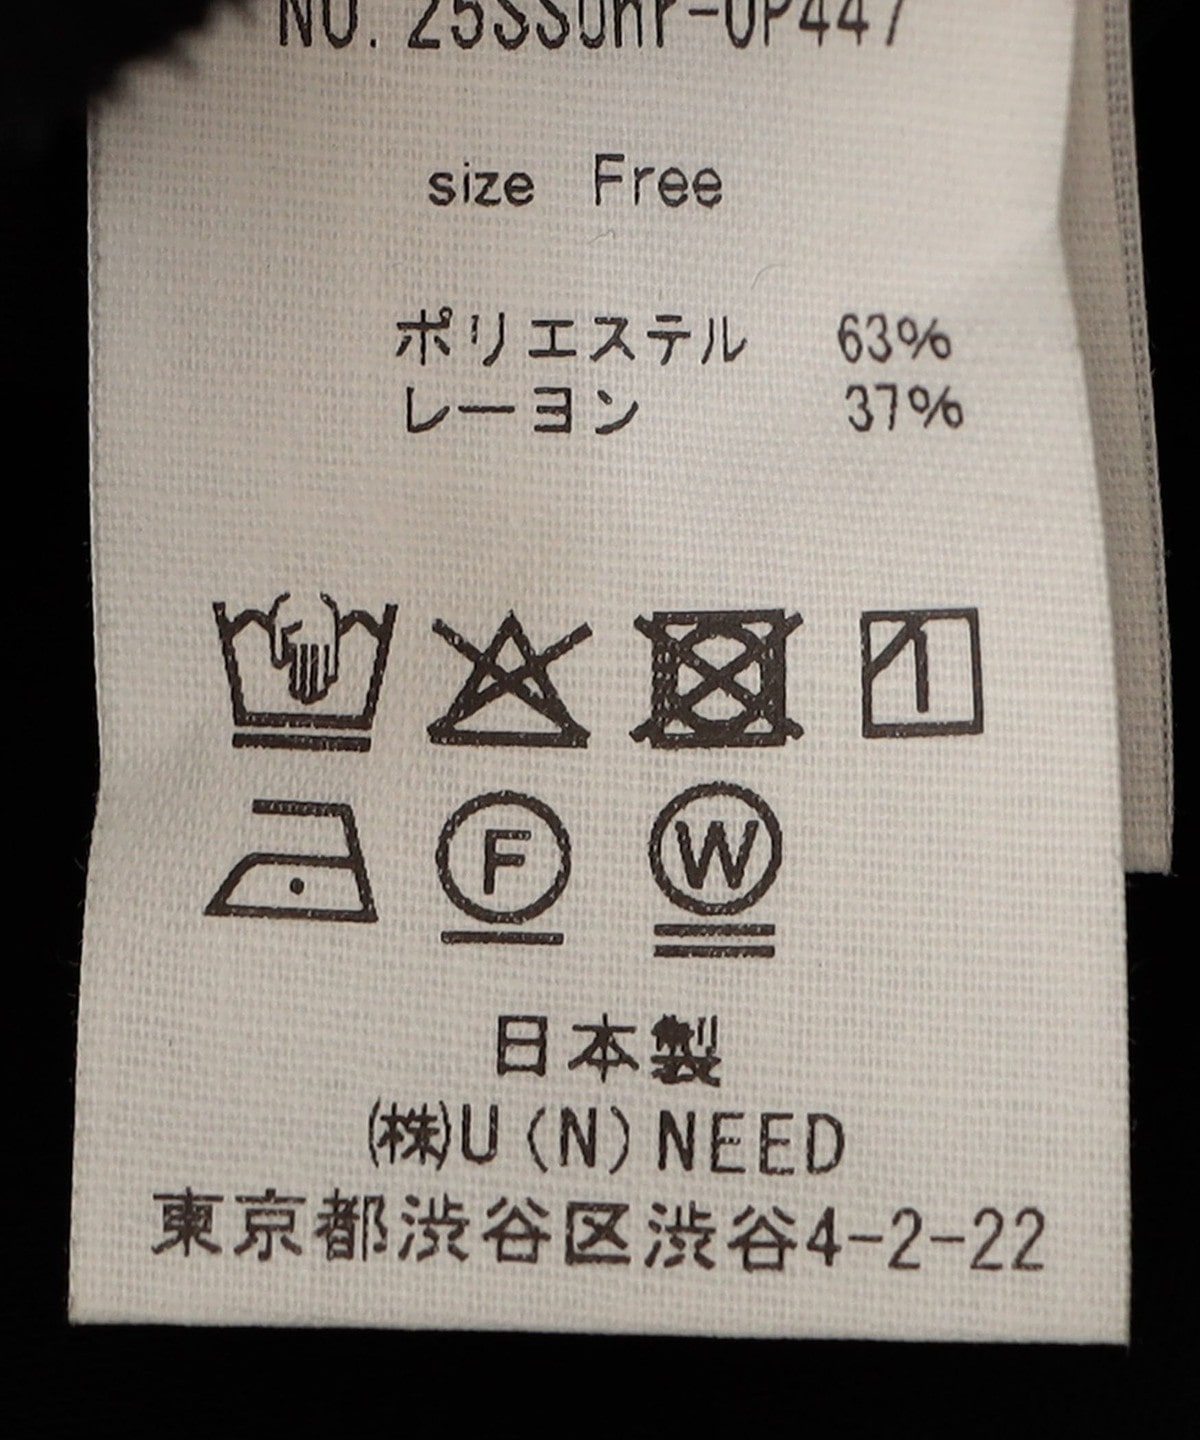 size Free
ポリエステル 63%
レーヨン 37%
F W
日本製
㈱U(N)NEED
東京都渋谷区渋谷4-2-22